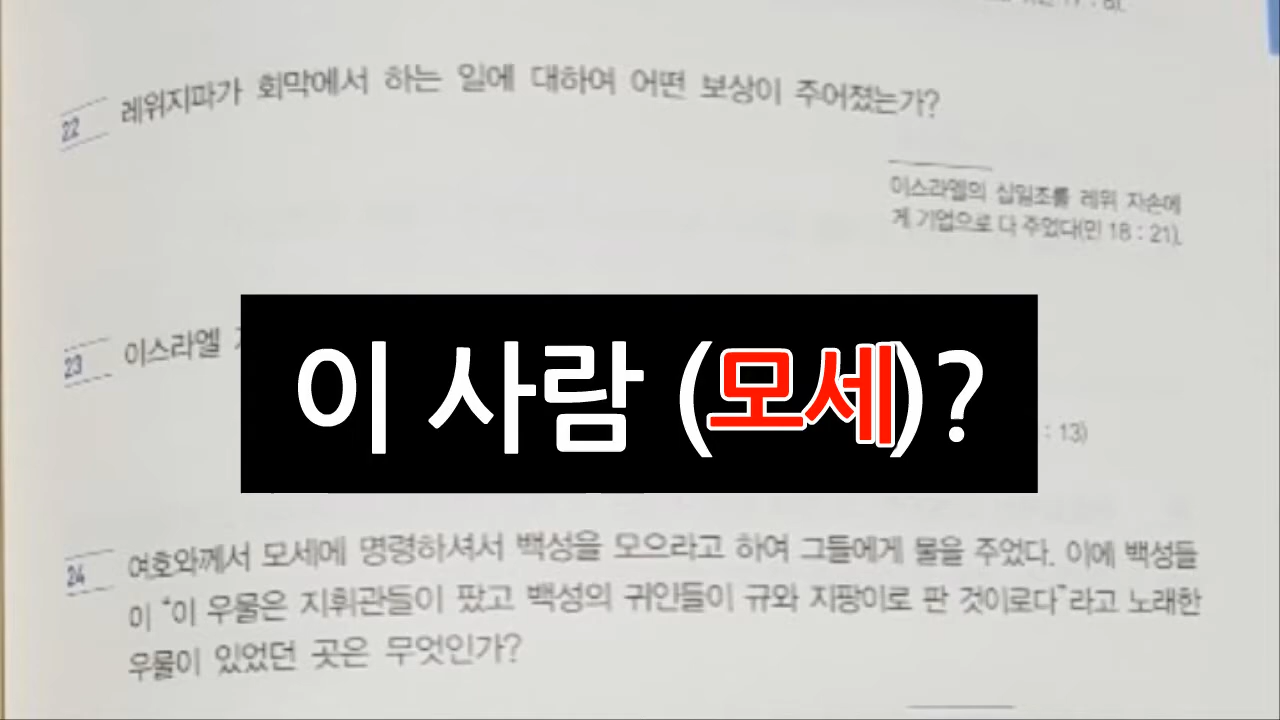 22 레위지파가 회막에서 하는 일에 대하여 어떤 보상이 주어졌는가?
이스라엘의 십일조를 레위 자손에
게 기업으로 다 주었다(민 18 : 21).
23 이스라엘
이 사람 (모세)?
: 13)
24 여호와께서 모세에 명령하셔서 백성을 모으라고 하여 그들에게 물을 주었다. 이에 백성들
이 "이 우물은 지휘관들이 팠고 백성의 귀인들이 규와 지팡이로 판 것이로다"라고 노래한
우물이 있었던 곳은 무엇인가?